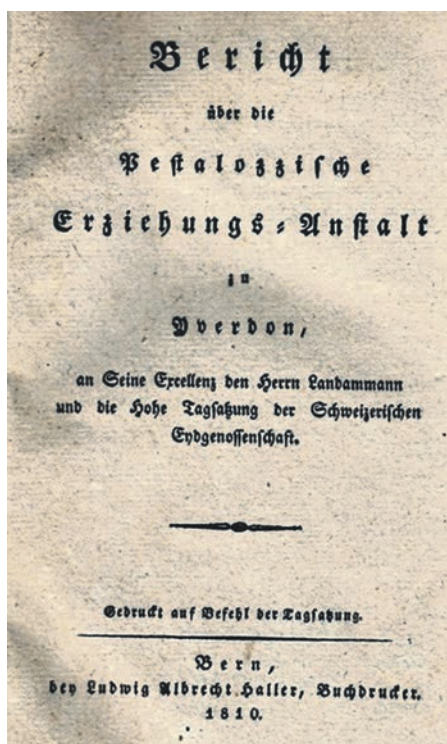 Bericht
über die
Pestalozzische
Erziehungs-Anstalt
zu
Yverdon,
an Seine Excellenz den Herrn Landammann
und die Hohe Tagsatzung der Schweizerischen
Eydgenossenschaft.
Gedruckt auf Befehl der Tagsatzung.
Bern,
bey Ludwig Albrecht Haller, Buchdrucker.
1810.